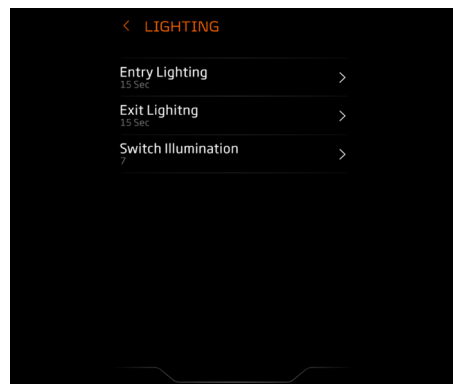 LIGHTING
Entry Lighting
15 Sec
Exit Lighitng
15 Sec
Switch Illumination
7